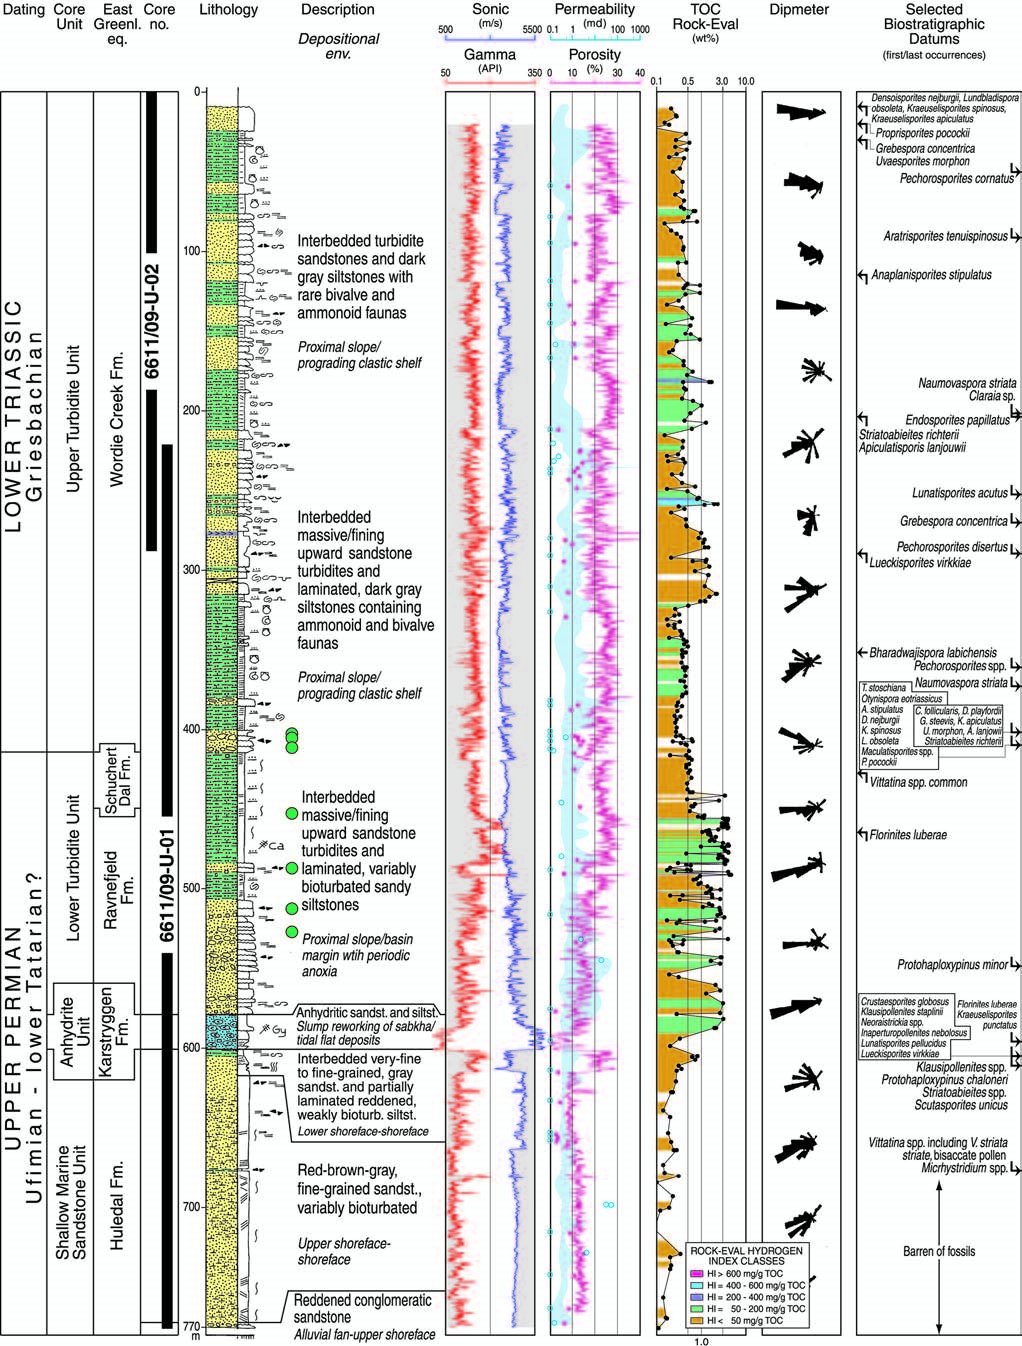 Dating
Core Unit
East Greenl. eq.
Core no.
Lithology
Description
Depositional env.
Sonic
(m/s)
500 5500
Gamma
(API)
50 350
Permeability
(md)
0.1 1 10 100 1000
Porosity
(%)
0 10 30 40
TOC
Rock-Eval
(wt%)
0.1 0.5 3.0 10.0
Dipmeter
Selected
Biostratigraphic
Datums
(first/last occurrences)
LOWER TRIASSIC
Griesbachian
UPPER PERMIAN
Ufimian - lower Tatarian?
Upper Turbidite Unit
Lower Turbidite Unit
Anhydrite
Unit
Shallow Marine
Sandstone Unit
Wordie Creek Fm.
Schuchert
Dal Fm.
Ravnefjeld
Fm.
Karstryggen
Fm.
Huledal Fm.
6611/09-U-02
6611/09-U-01
0
100
200
300
400
500
600
700
770
m
Ca
Gy
Interbedded turbidite
sandstones and dark
gray siltstones with
rare bivalve and
ammonoid faunas
Proximal slope/
prograding clastic shelf
Interbedded
massive/fining
upward sandstone
turbidites and
laminated, dark gray
siltstones containing
ammonoid and bivalve
faunas
Proximal slope/
prograding clastic shelf
Interbedded
massive/fining
upward sandstone
turbidites and
laminated, variably
bioturbated sandy
siltstones
Proximal slope/basin
margin wtih periodic
anoxia
Anhydritic sandst. and siltst.
Slump reworking of sabkha/
tidal flat deposits
Interbedded very-fine
to fine-grained, gray
sandst. and partially
laminated reddened,
weakly bioturb. siltst.
Lower shoreface-shoreface
Red-brown-gray,
fine-grained sandst.,
variably bioturbated
Upper shoreface-
shoreface
Reddened conglomeratic
sandstone
Alluvial fan-upper shoreface
ROCK-EVAL HYDROGEN
INDEX CLASSES
HI > 600 mg/g TOC
HI = 400 - 600 mg/g TOC
HI = 200 - 400 mg/g TOC
HI = 50 - 200 mg/g TOC
HI < 50 mg/g TOC
1.0
Densoisporites nejburgii, Lundbladispora
obsoleta, Kraeuselisporites spinosus,
Kraeuselisporites apiculatus
Proprisporites pocockii
Grebespora concentrica
Uvaesporites morphon
Pechorosporites cornatus
Aratrisporites tenuispinosus
Anaplanisporites stipulatus
Naumovaspora striata
Claraia sp.
Endosporites papillatus
Striatoabieites richterii
Apiculatisporis lanjouwii
Lunatisporites acutus
Grebespora concentrica
Pechorosporites disertus
Lueckisporites virkkiae
Bharadwajispora labichensis
Pechorosporites spp.
Naumovaspora striata
T. stoschiana
Otynispora eotriassicus
A. stipulatus
D. nejburgii
K. spinosus
L. obsoleta
Maculatisporites spp.
P. pocockii
C. follicularis, D. playfordii
G. steevis, K. apiculatus
U. morphon, A. lanjowii
Striatoabieites richterii
Vittatina spp. common
Florinites luberae
Protohaploxypinus minor
Crustaesporites globosus
Klausipollenites staplinii
Neoraistrickia spp.
Inaperturopollenites nebolosus
Lunatisporites pellucidus
Lueckisporites virkkiae
Florinites luberae
Kraeuselisporites
punctatus
Klausipollenites spp.
Protohaploxypinus chaloneri
Striatoabieites spp.
Scutasporites unicus
Vittatina spp. including V. striata
striate, bisaccate pollen
Micrhystridium spp.
Barren of fossils